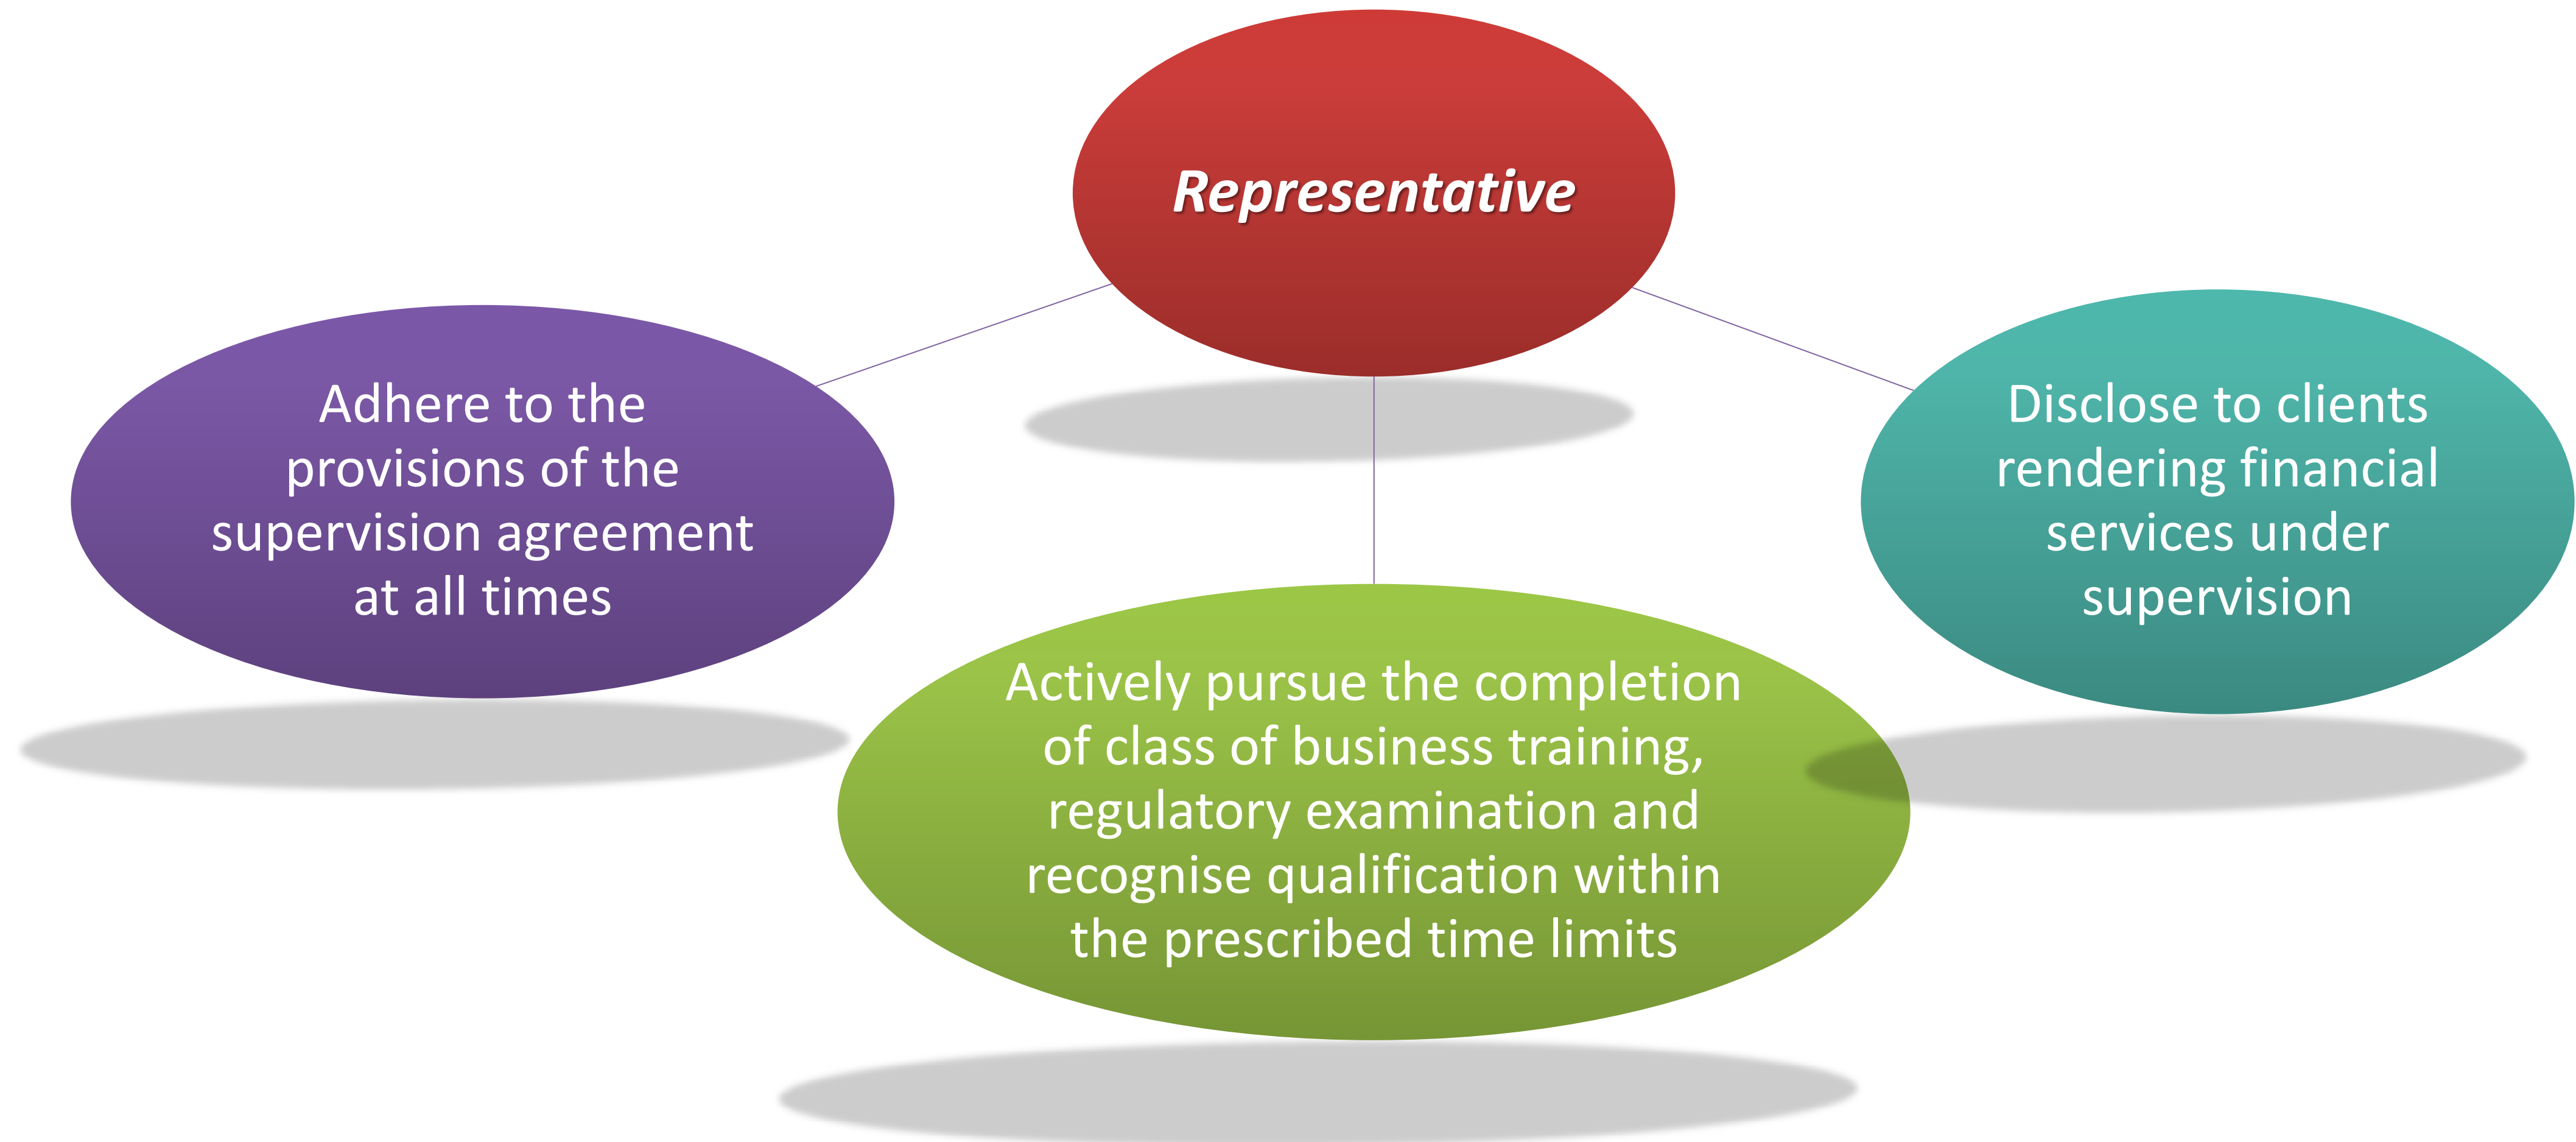 Representative
Adhere to the
provisions of the
supervision agreement
at all times
Actively pursue the completion
of class of business training,
regulatory examination and
recognise qualification within
the prescribed time limits
Disclose to clients
rendering financial
services under
supervision